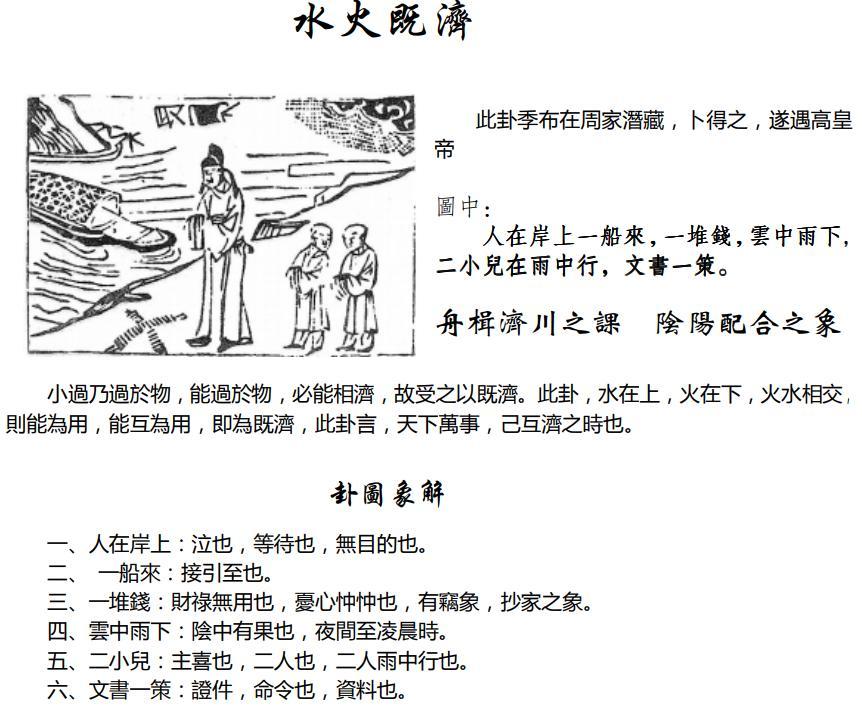 水火既濟
此卦季布在周家潛藏，卜得之，遂遇高皇
帝
圖中：
人在岸上一船來，一堆錢，雲中雨下，
二小兒在雨中行，文書一策。
舟楫濟川之課　陰陽配合之象
小過乃過於物，能過於物，必能相濟，故受之以既濟。此卦，水在上，火在下，火水相交，
則能為用，能互為用，即為既濟，此卦言，天下萬事，己互濟之時也。
卦圖象解
一、人在岸上：泣也，等待也，無目的也。
二、 一船來：接引至也。
三、一堆錢：財祿無用也，憂心忡忡也，有竊象，抄家之象。
四、雲中雨下：陰中有果也，夜間至凌晨時。
五、二小兒：主喜也，二人也，二人雨中行也。
六、文書一策：證件，命令也，資料也。